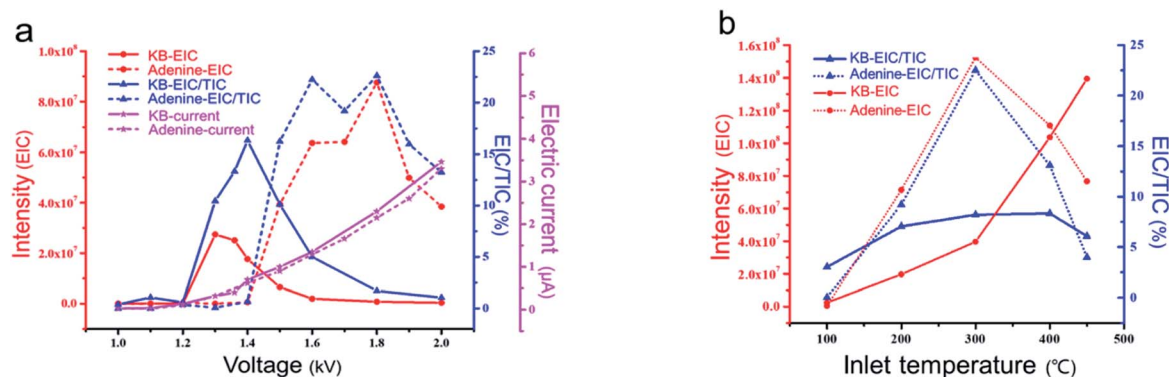 a
Intensity (EIC)
1.0x10⁸
8.0x10⁷
6.0x10⁷
4.0x10⁷
2.0x10⁷
0.0
KB-EIC
Adenine-EIC
KB-EIC/TIC
Adenine-EIC/TIC
KB-current
Adenine-current
25
20
15
10
5
0
EIC/TIC (%)
6
5
4
3
2
1
0
Electric current (µA)
1.0 1.2 1.4 1.6 1.8 2.0
Voltage (kV)
b
Intensity (EIC)
1.6x10⁸
1.4x10⁸
1.2x10⁸
1.0x10⁸
8.0x10⁷
6.0x10⁷
4.0x10⁷
2.0x10⁷
0.0
KB-EIC/TIC
Adenine-EIC/TIC
KB-EIC
Adenine-EIC
25
20
15
10
5
0
EIC/TIC (%)
100 200 300 400 500
Inlet temperature (℃)